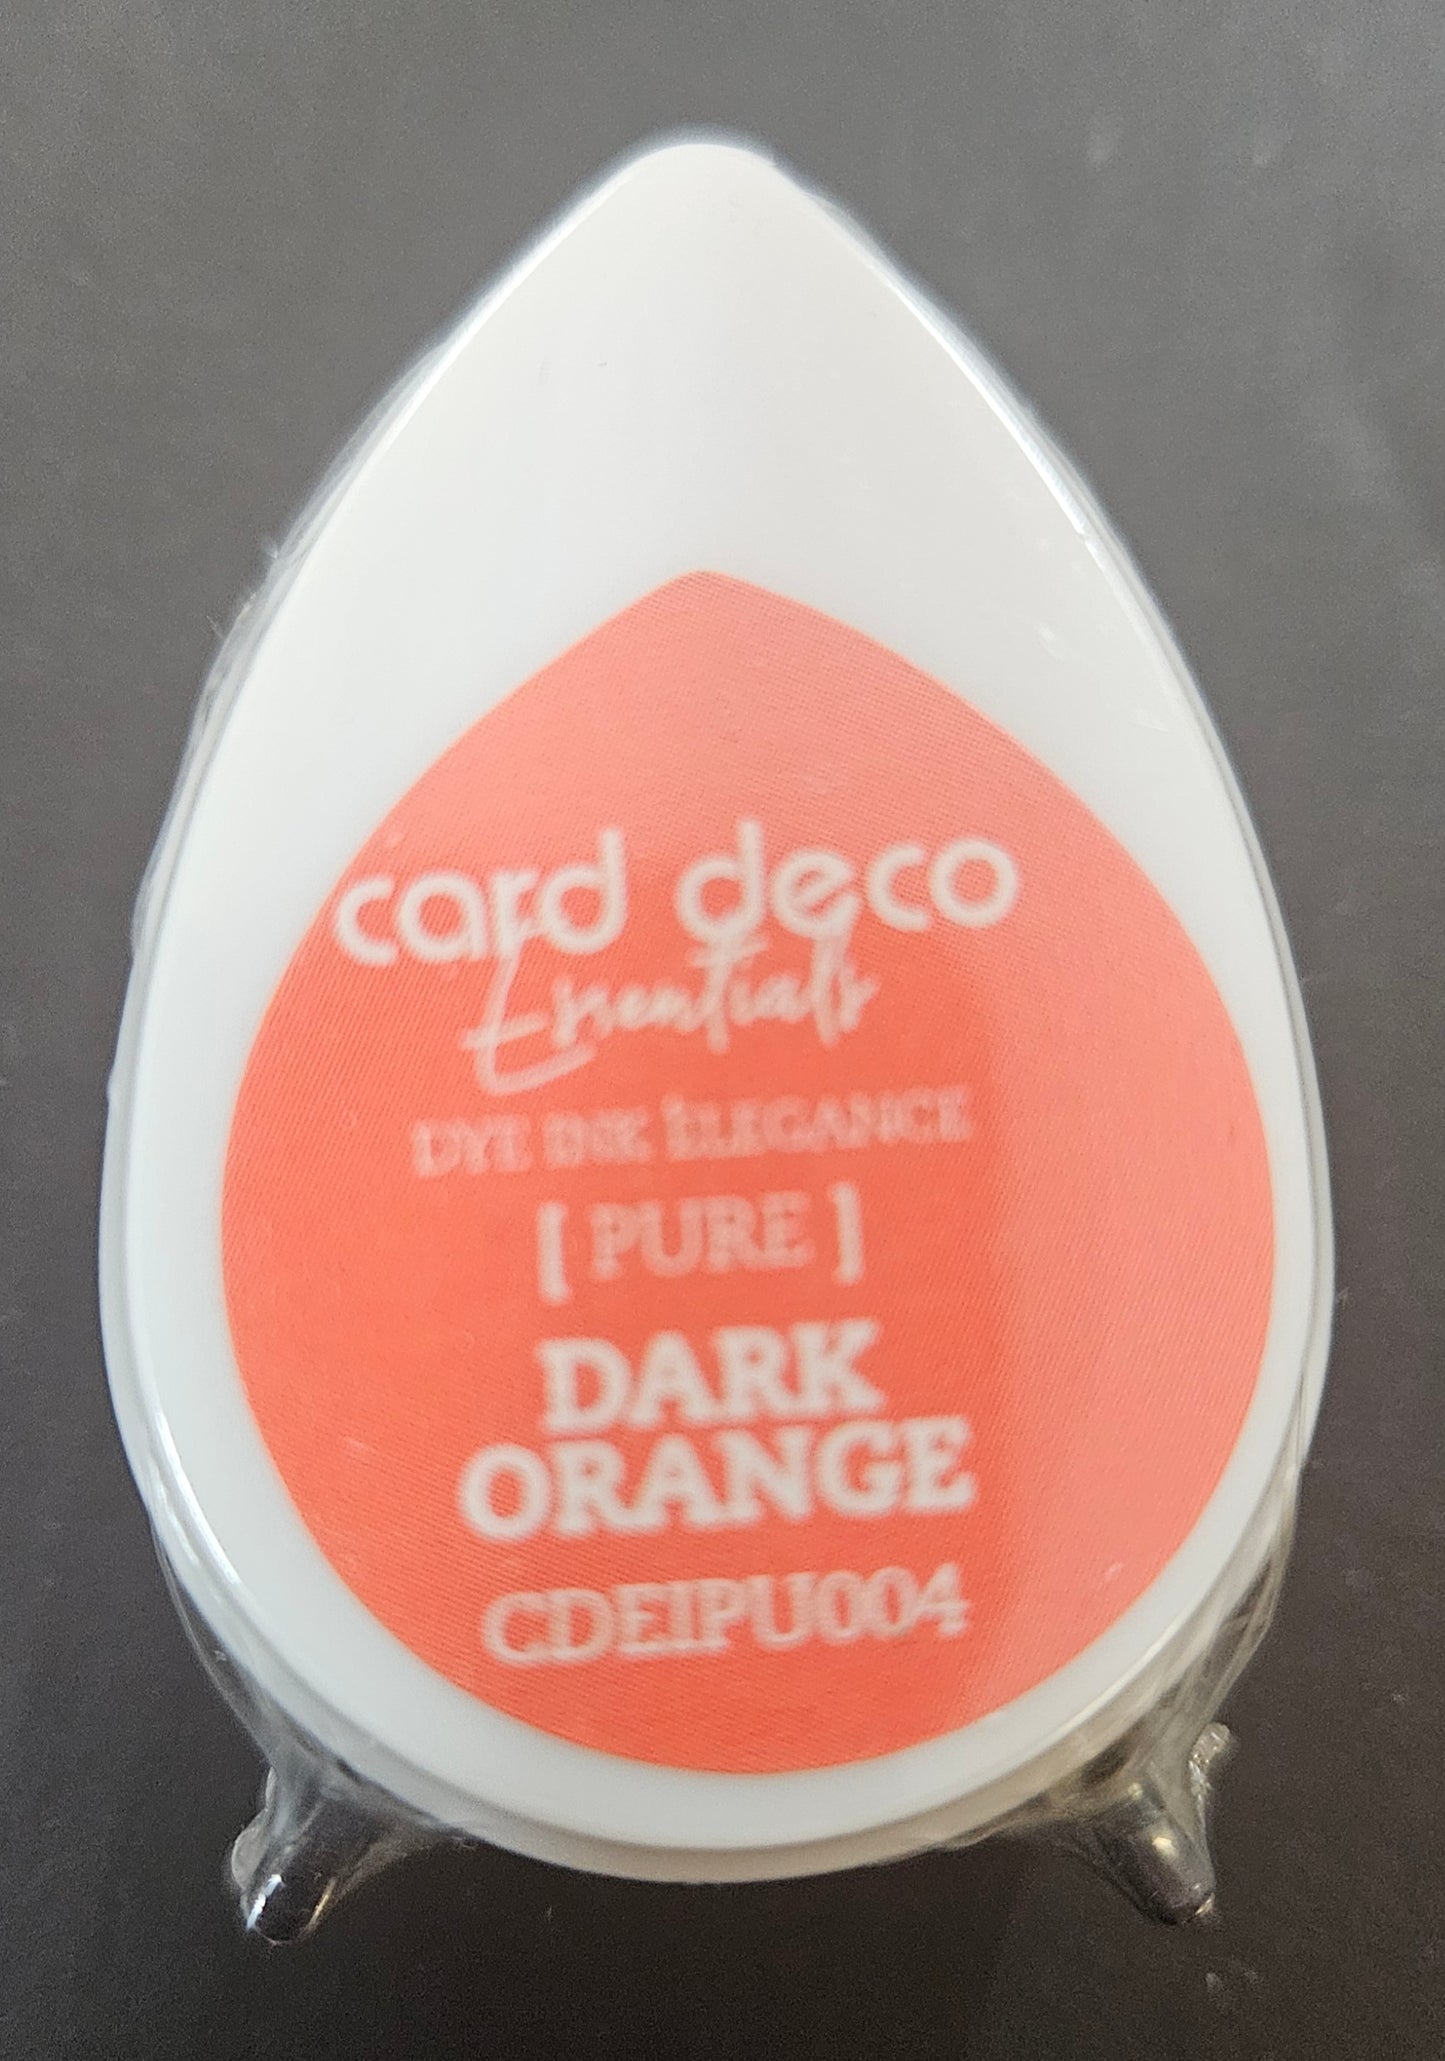 card deco
Essentials
DYE INK ELEGANCE
[ PURE ]
DARK
ORANGE
CDEIPU004